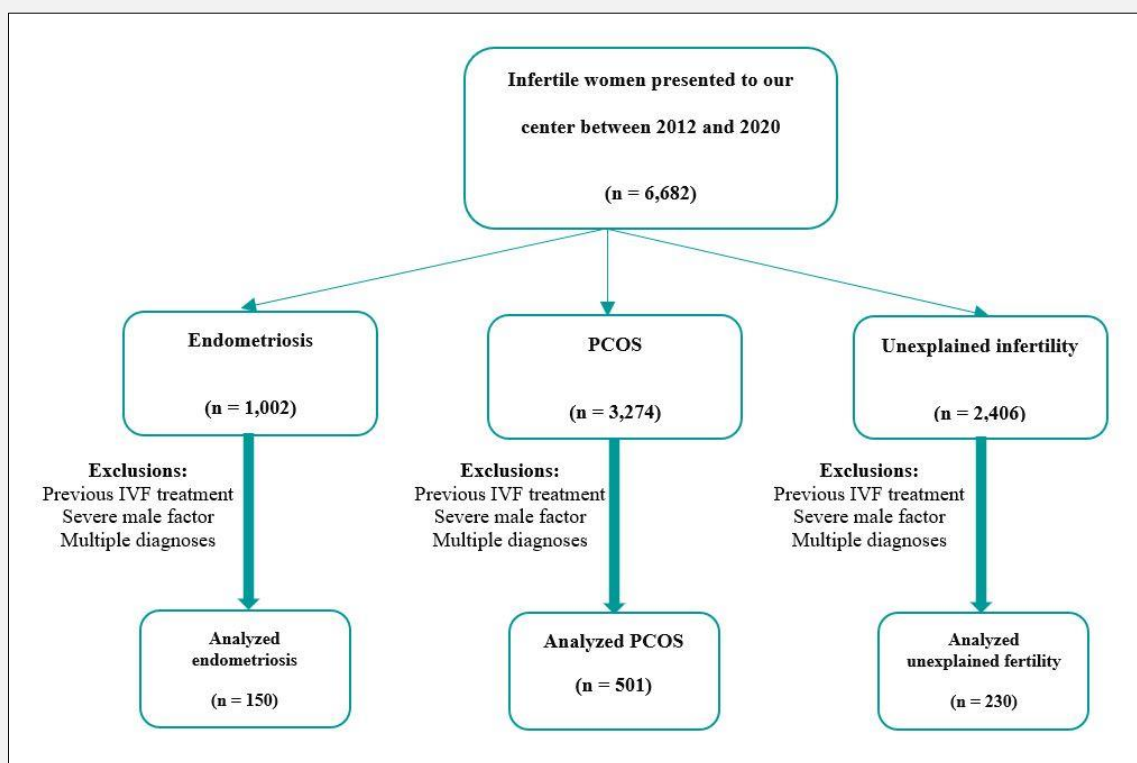 Infertile women presented to our
center between 2012 and 2020
(n = 6,682)
Endometriosis
(n = 1,002)
PCOS
(n = 3,274)
Unexplained infertility
(n = 2,406)
Exclusions:
Previous IVF treatment
Severe male factor
Multiple diagnoses
Exclusions:
Previous IVF treatment
Severe male factor
Multiple diagnoses
Exclusions:
Previous IVF treatment
Severe male factor
Multiple diagnoses
Analyzed
endometriosis
(n = 150)
Analyzed PCOS
(n = 501)
Analyzed
unexplained fertility
(n = 230)